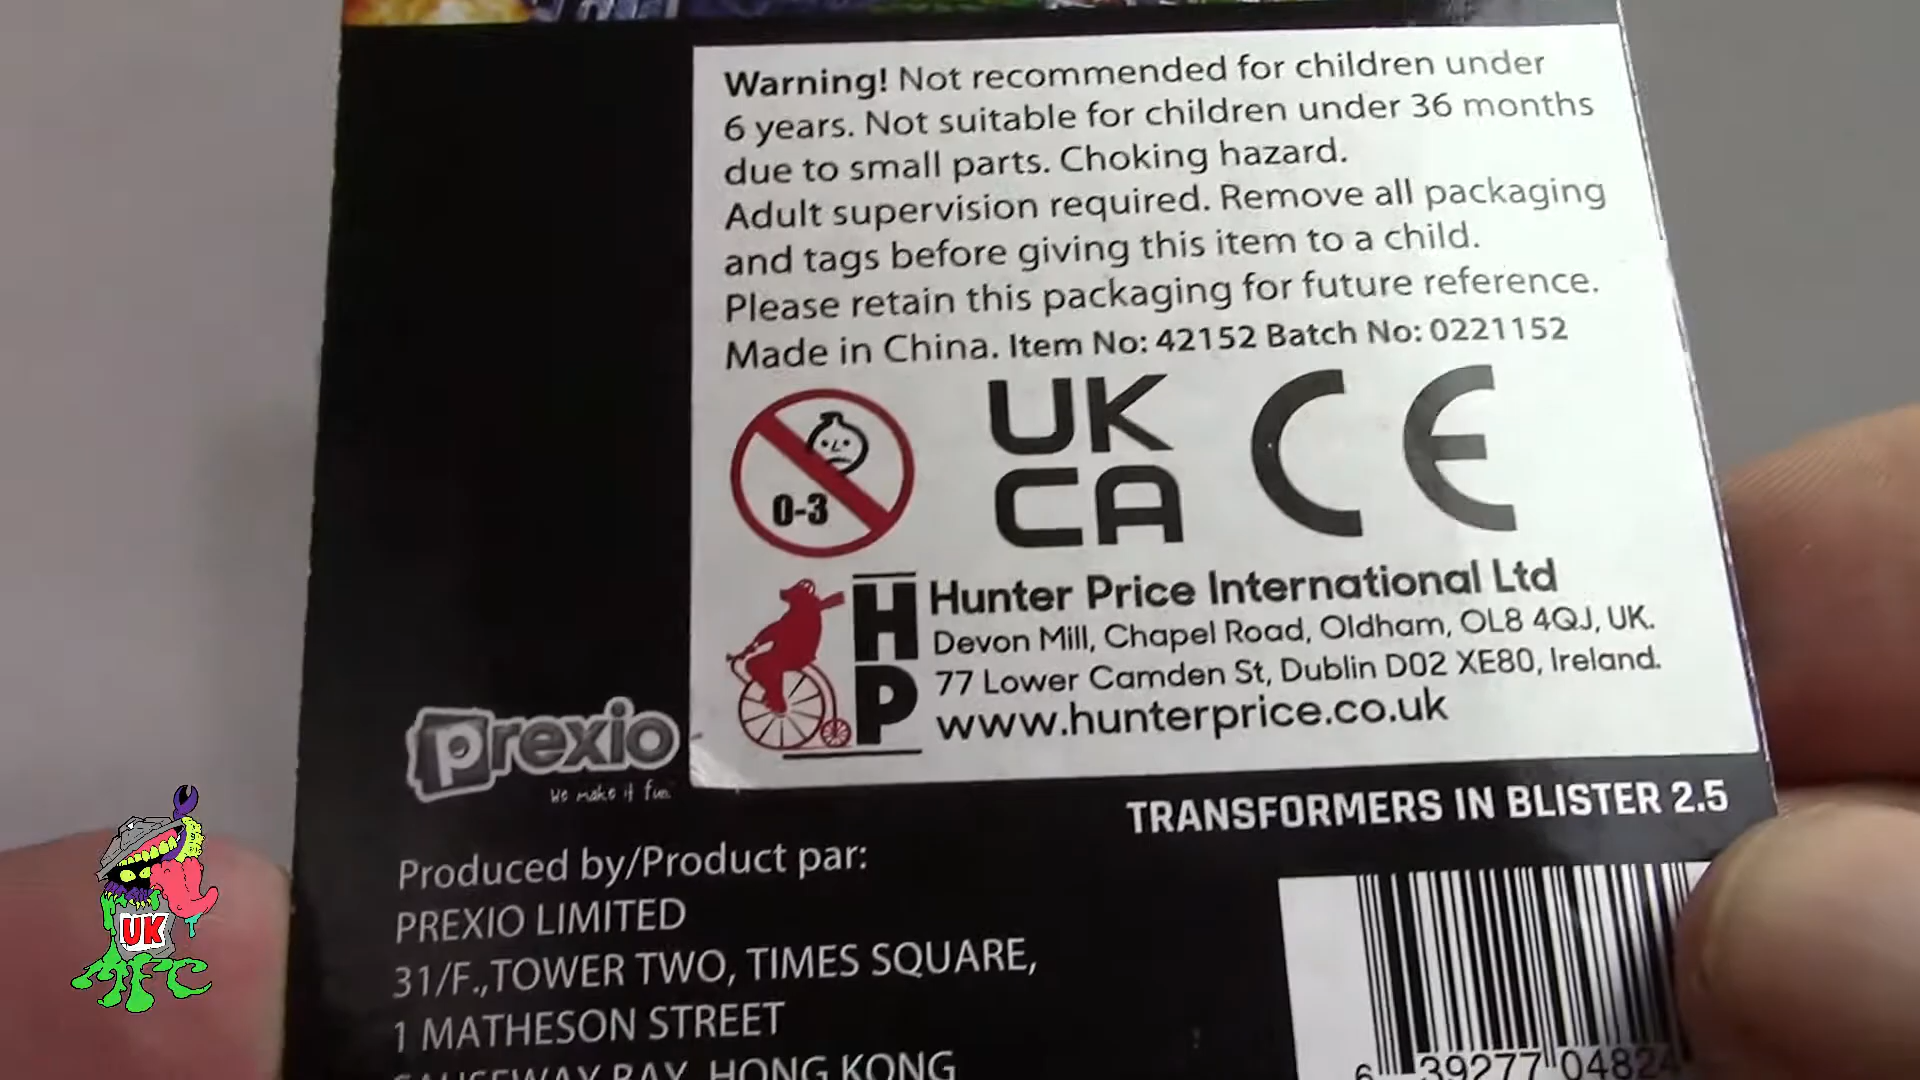 Warning! Not recommended for children under
6 years. Not suitable for children under 36 months
due to small parts. Choking hazard.
Adult supervision required. Remove all packaging
and tags before giving this item to a child.
Please retain this packaging for future reference.
Made in China. Item No: 42152 Batch No: 0221152
0-3
UK
CA
CE
HP
Hunter Price International Ltd
Devon Mill, Chapel Road, Oldham, OL8 4QJ, UK.
77 Lower Camden St, Dublin D02 XE80, Ireland.
www.hunterprice.co.uk
prexio
We make it fun.
TRANSFORMERS IN BLISTER 2.5
Produced by/Product par:
PREXIO LIMITED
31/F.,TOWER TWO, TIMES SQUARE,
1 MATHESON STREET
CAUSEWAY BAY, HONG KONG
6 39277 04824
UK
MFC